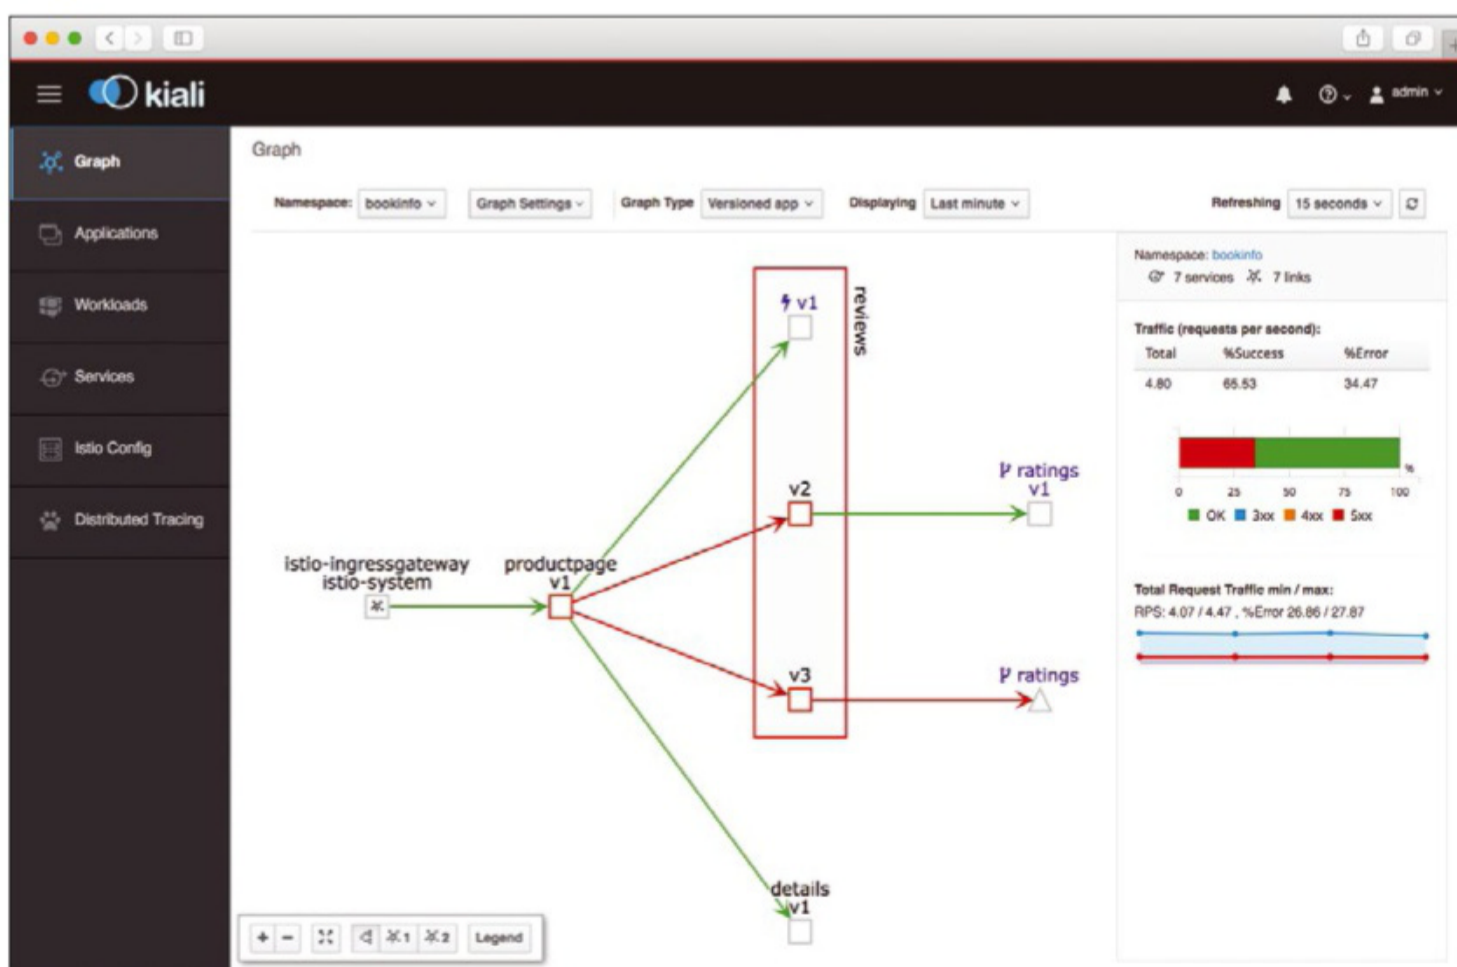 kiali
admin
Graph
Applications
Workloads
Services
Istio Config
Distributed Tracing
Graph
Namespace: bookinfo Graph Settings Graph Type Versioned app Displaying Last minute Refreshing 15 seconds
reviews
v1
v2
ratings
v1
istio-ingressgateway
istio-system
productpage
v1
v3
ratings
details
v1
1 2 Legend
Namespace: bookinfo
7 services 7 links
Traffic (requests per second):
Total %Success %Error
4.80 65.53 34.47
%
0 25 50 75 100
OK 3xx 4xx 5xx
Total Request Traffic min / max:
RPS: 4.07 / 4.47 , %Error 26.86 / 27.87